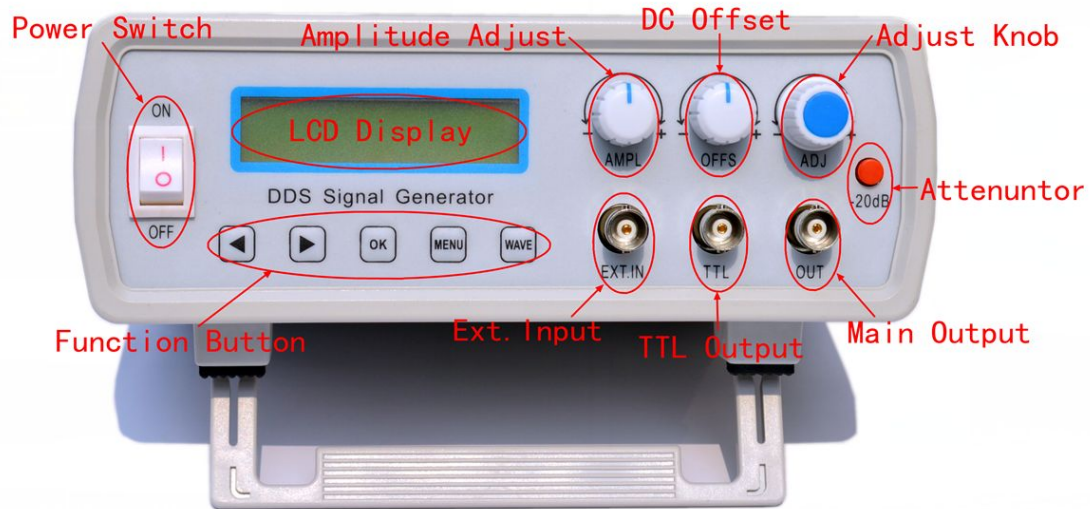 Power Switch
Amplitude Adjust
DC Offset
Adjust Knob
ON
LCD Display
- +
- +
- +
AMPL
OFFS
ADJ
DDS Signal Generator
-20dB
Attenuntor
OFF
OK
MENU
WAVE
EXT.IN
TTL
OUT
Function Button
Ext. Input
TTL Output
Main Output